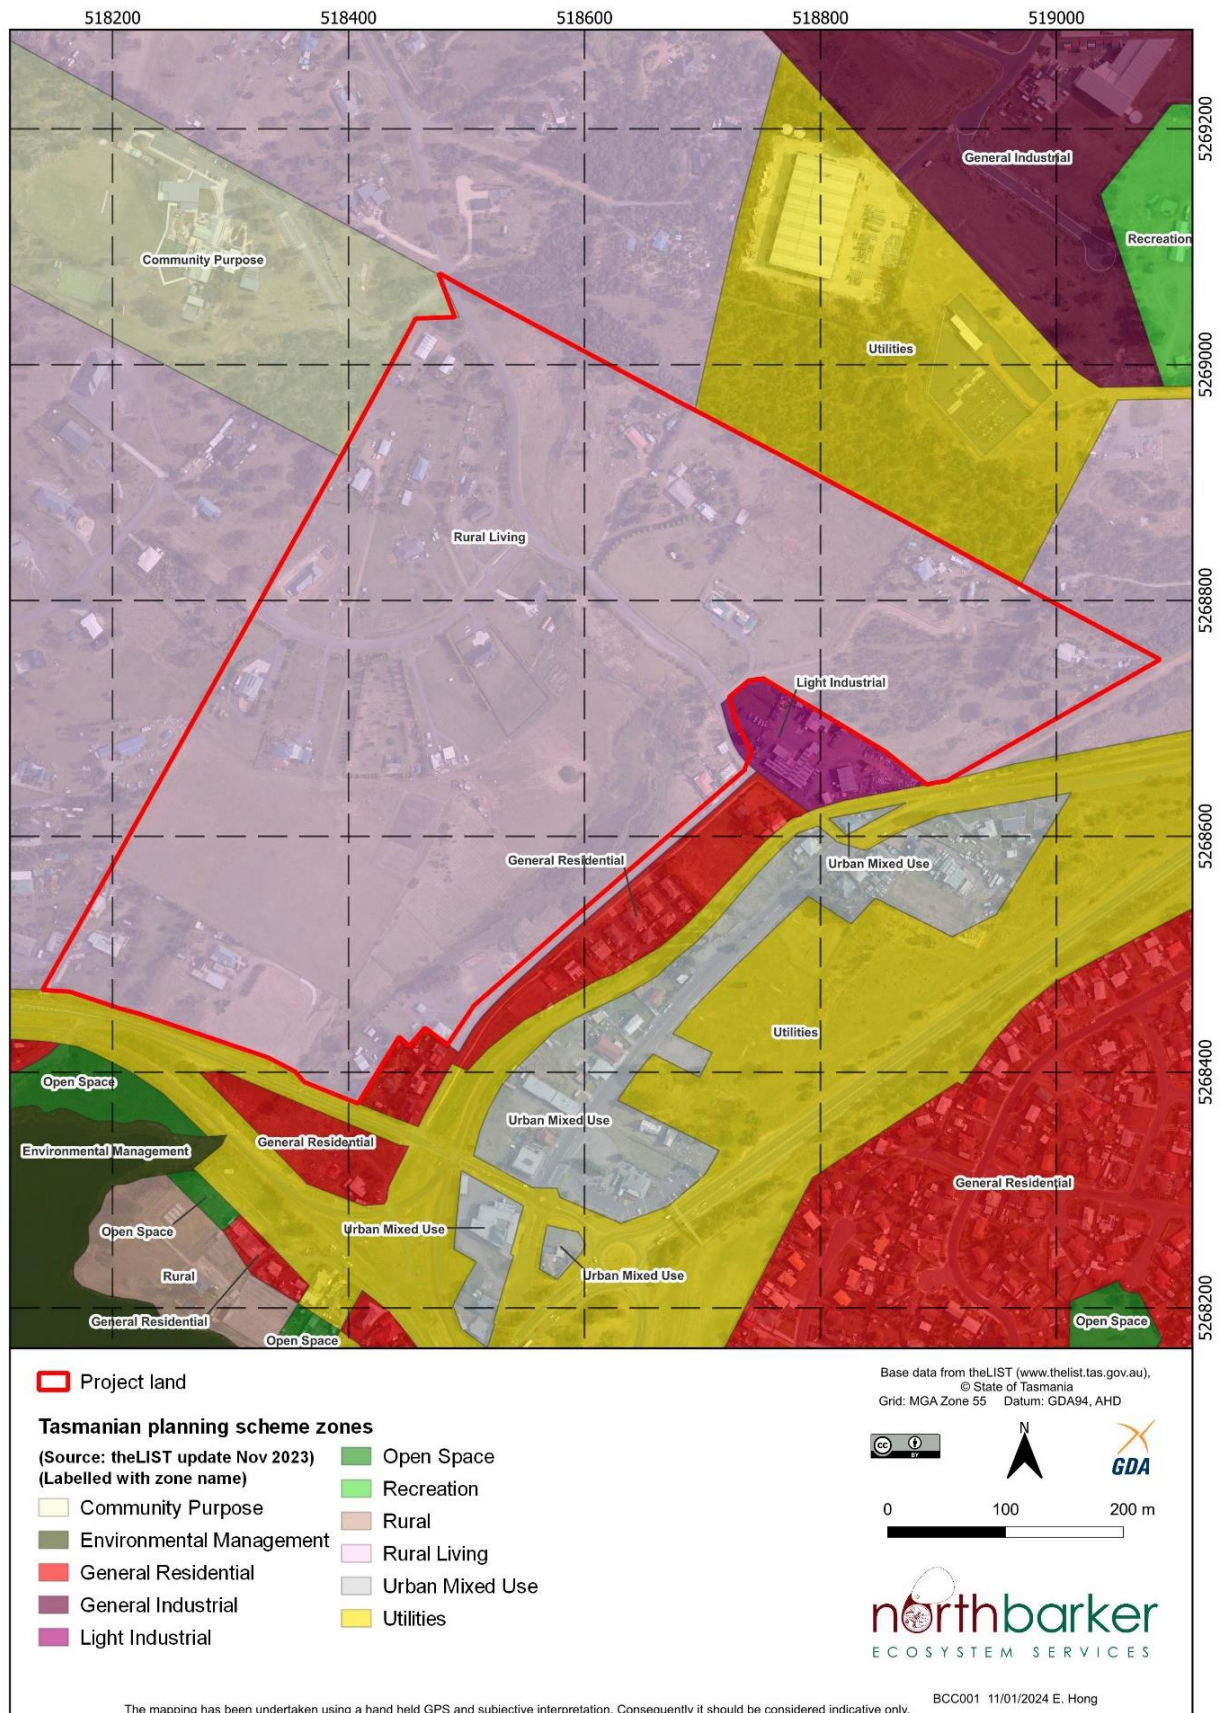 518200 518400 518600 518800 519000
5269200
General Industrial
Recreation
Community Purpose
Utilities
5269000
Rural Living
5268800
Light Industrial
5268600
General Residential
Urban Mixed Use
Utilities
5268400
Open Space
Urban Mixed Use
General Residential
Environmental Management
General Residential
Open Space
Urban Mixed Use
Rural
Urban Mixed Use
General Residential
Open Space
Open Space
5268200
Project land
Tasmanian planning scheme zones
(Source: theLIST update Nov 2023)
(Labelled with zone name)
Community Purpose
Environmental Management
General Residential
General Industrial
Light Industrial
Open Space
Recreation
Rural
Rural Living
Urban Mixed Use
Utilities
Base data from theLIST (www.thelist.tas.gov.au),
© State of Tasmania
Grid: MGA Zone 55 Datum: GDA94, AHD
cc BY
N
GDA
0 100 200 m
northbarker
ECOSYSTEM SERVICES
BCC001 11/01/2024 E. Hong
The mapping has been undertaken using a hand held GPS and subjective interpretation. Consequently it should be considered indicative only.